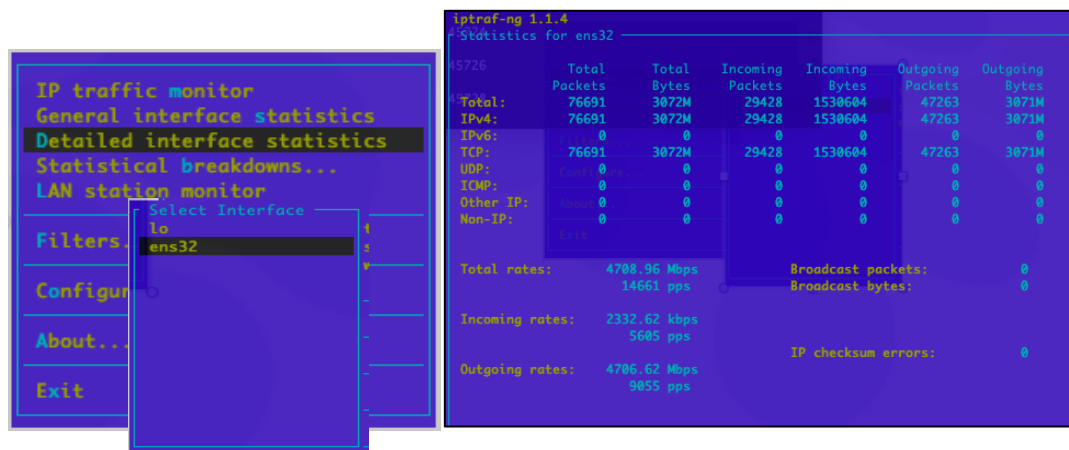 IP traffic monitor
General interface statistics
Detailed interface statistics
Statistical breakdowns...
LAN station monitor
Filters.
Configur
About...
Exit
Select Interface
lo
ens32
iptraf-ng 1.1.4
Statistics for ens32
45726
Total Total Incoming Incoming Outgoing Outgoing
Packets Bytes Packets Bytes Packets Bytes
Total: 76691 3072M 29428 1530604 47263 3071M
IPv4: 76691 3072M 29428 1530604 47263 3071M
IPv6: 0 0 0 0 0 0
TCP: 76691 3072M 29428 1530604 47263 3071M
UDP: 0 0 0 0 0 0
ICMP: 0 0 0 0 0 0
Other IP: 0 0 0 0 0 0
Non-IP: 0 0 0 0 0 0
Configure...
About
Exit
Total rates: 4708.96 Mbps Broadcast packets: 0
14661 pps Broadcast bytes: 0
Incoming rates: 2332.62 kbps
5605 pps
IP checksum errors: 0
Outgoing rates: 4706.62 Mbps
9055 pps